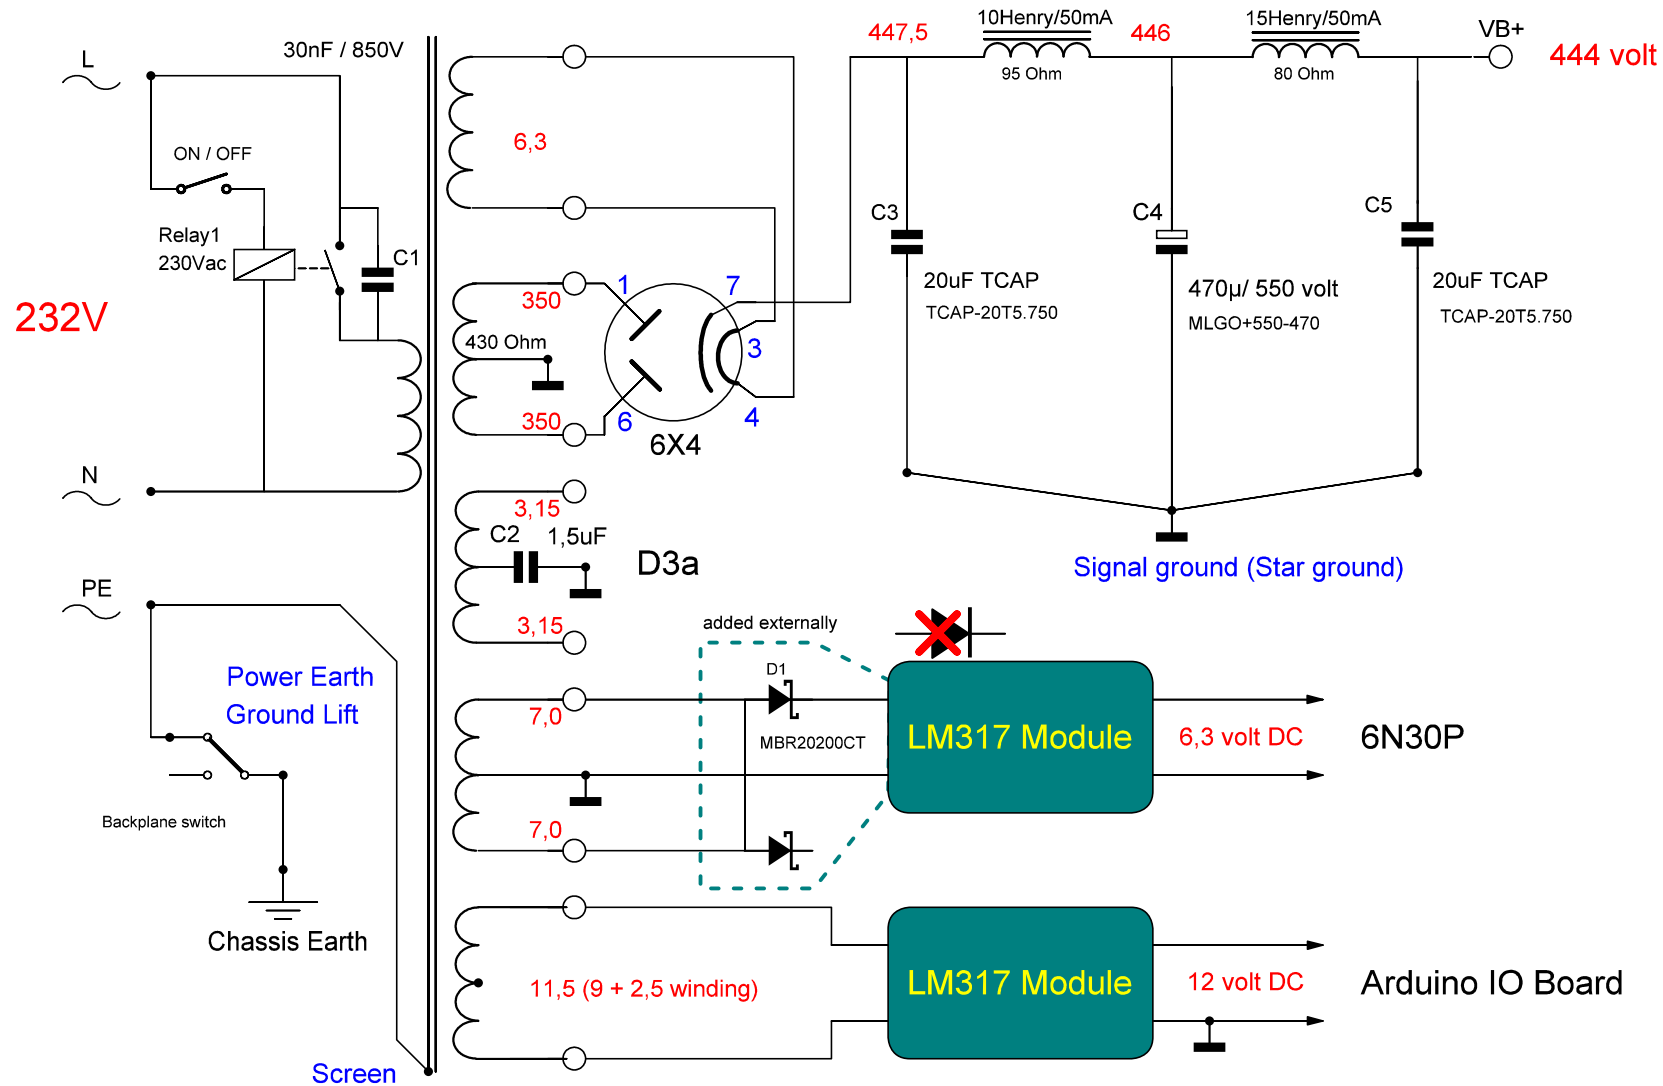 10Henry/50mA
15Henry/50mA
447,5
446
VB+
444 volt
95 Ohm
80 Ohm
L
30nF / 850V
6,3
ON / OFF
Relay1
230Vac
C1
232V
C3
C4
C5
20uF TCAP
TCAP-20T5.750
470µ/ 550 volt
MLGO+550-470
20uF TCAP
TCAP-20T5.750
350
430 Ohm
350
1
7
3
4
6
6X4
N
3,15
C2
1,5uF
D3a
3,15
Signal ground (Star ground)
PE
Power Earth
Ground Lift
Backplane switch
Chassis Earth
Screen
added externally
D1
MBR20200CT
7,0
7,0
LM317 Module
6,3 volt DC
6N30P
11,5 (9 + 2,5 winding)
LM317 Module
12 volt DC
Arduino IO Board